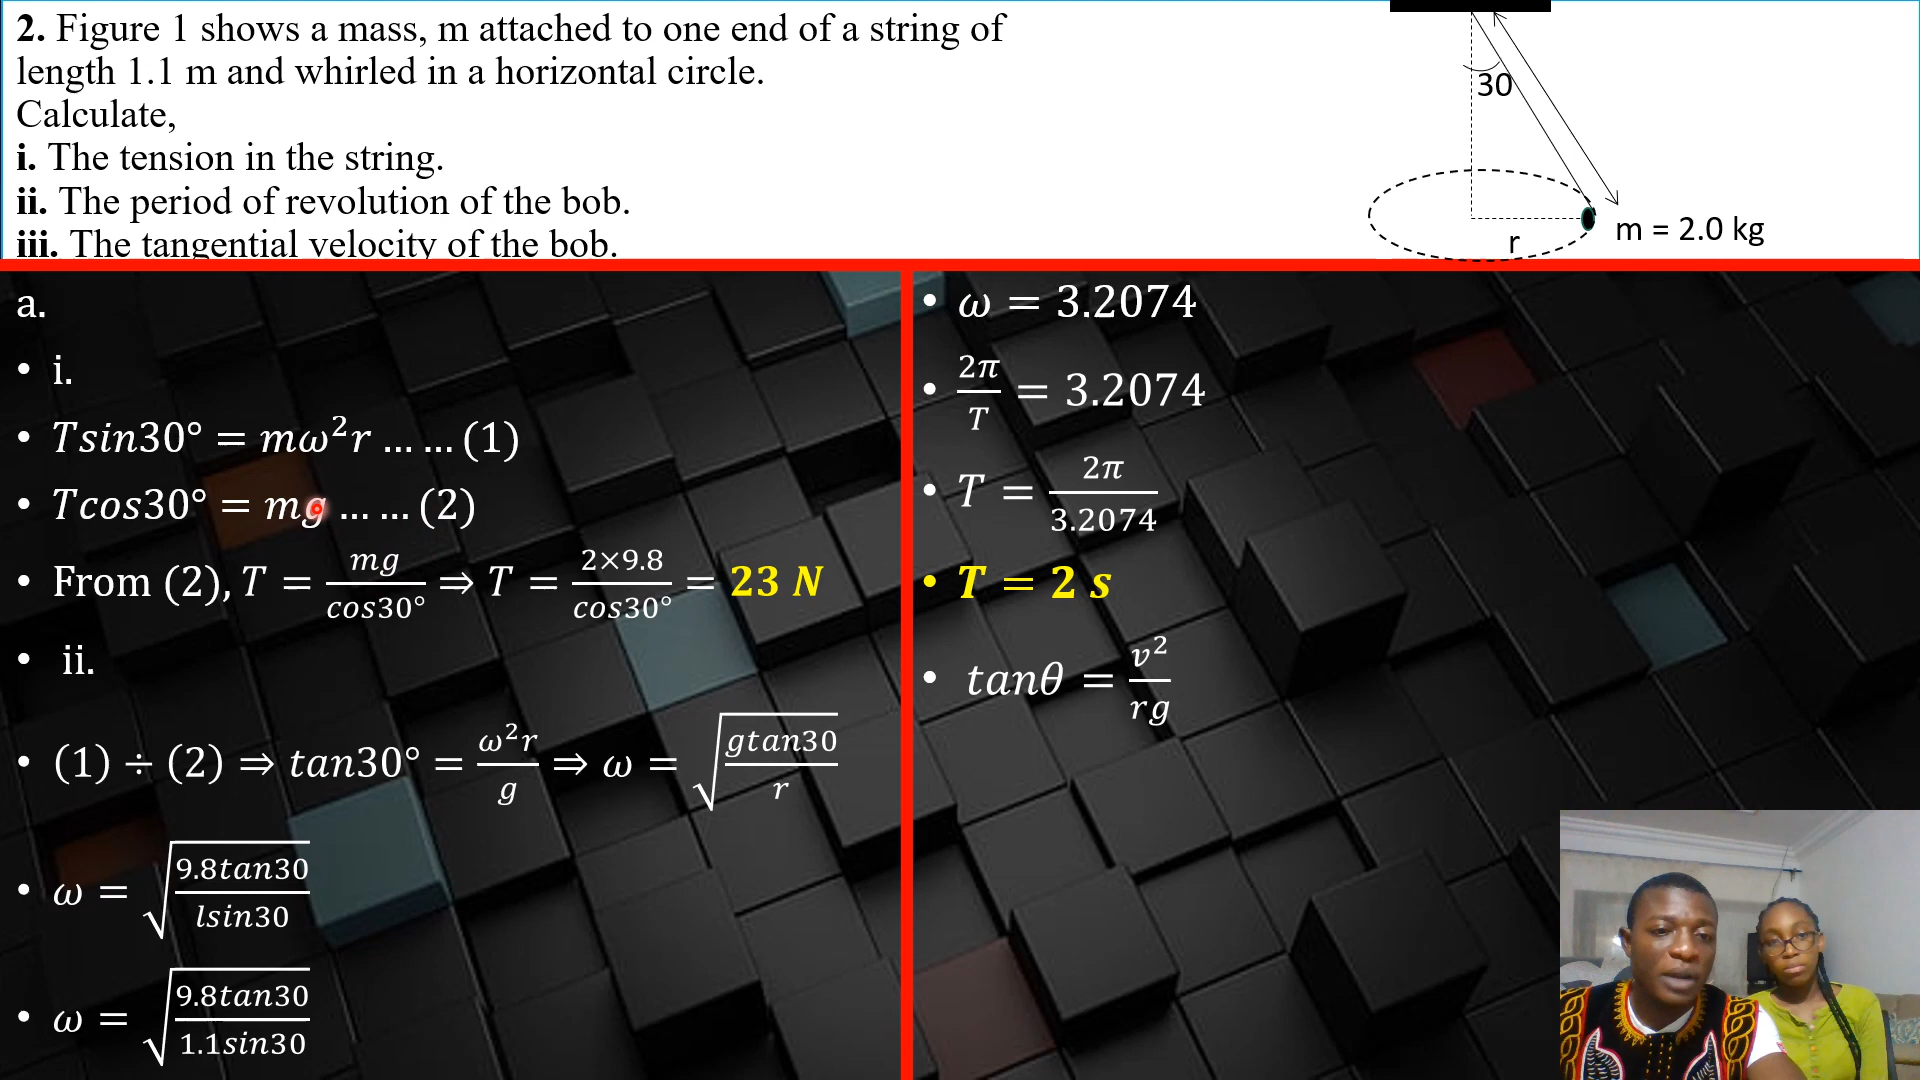 2. Figure 1 shows a mass, m attached to one end of a string of
length 1.1 m and whirled in a horizontal circle.
Calculate,
i. The tension in the string.
ii. The period of revolution of the bob.
iii. The tangential velocity of the bob.
30
r
m = 2.0 kg
a.
• i.
• Tsin30° = mω²r … … (1)
• Tcos30° = mg … … (2)
• From (2), T = mg/cos30° ⇒ T = 2×9.8/cos30° = 23 N
• ii.
• (1) ÷ (2) ⇒ tan30° = ω²r/g ⇒ ω = √(gtan30/r)
• ω = √(9.8tan30/lsin30)
• ω = √(9.8tan30/1.1sin30)
• ω = 3.2074
• 2π/T = 3.2074
• T = 2π/3.2074
• T = 2 s
• tanθ = v²/rg